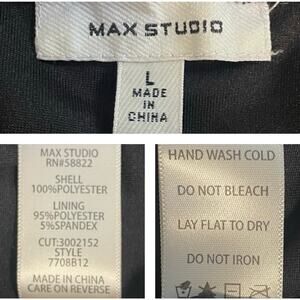 MAX STUDIO
L
MADE
IN
CHINA
MAX STUDIO
RN#58822
SHELL
100%POLYESTER
LINING
95%POLYESTER
5%SPANDEX
CUT:3002152
STYLE
7708B12
MADE IN CHINA
CARE ON REVERSE
HAND WASH COLD
DO NOT BLEACH
LAY FLAT TO DRY
DO NOT IRON